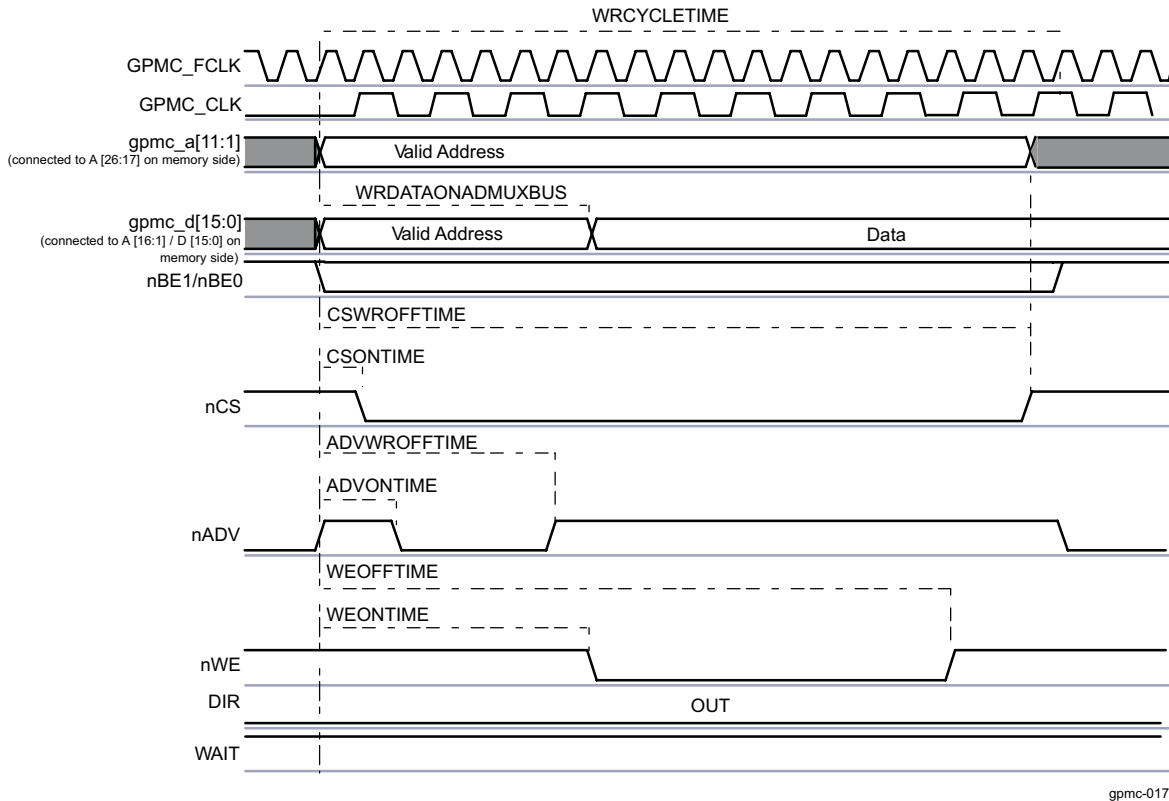 WRCYCLETIME
GPMC_FCLK
GPMC_CLK
gpmc_a[11:1]
(connected to A [26:17] on memory side)
Valid Address
WRDATAONADMUXBUS
gpmc_d[15:0]
(connected to A [16:1] / D [15:0] on
memory side)
Valid Address
Data
nBE1/nBE0
CSWROFFTIME
CSONTIME
nCS
ADVWROFFTIME
ADVONTIME
nADV
WEOFFTIME
WEONTIME
nWE
DIR
OUT
WAIT
gpmc-017